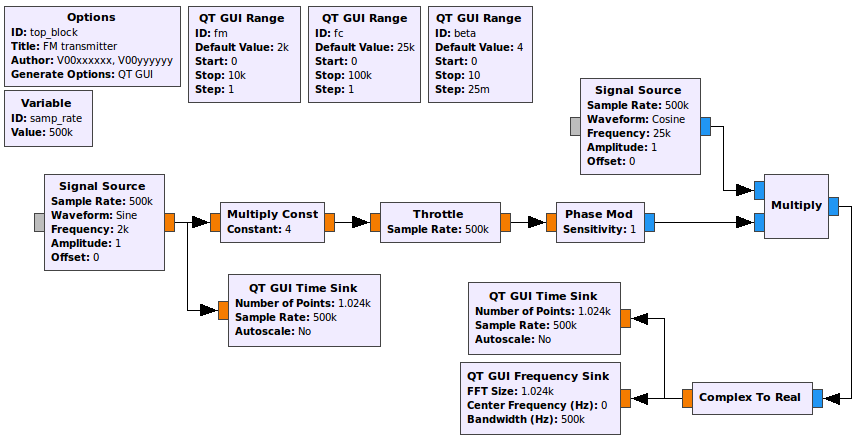 Options
ID: top_block
Title: FM transmitter
Author: V00xxxxxx, V00yyyyyy
Generate Options: QT GUI
QT GUI Range
ID: fm
Default Value: 2k
Start: 0
Stop: 10k
Step: 1
QT GUI Range
ID: fc
Default Value: 25k
Start: 0
Stop: 100k
Step: 1
QT GUI Range
ID: beta
Default Value: 4
Start: 0
Stop: 10
Step: 25m
Variable
ID: samp_rate
Value: 500k
Signal Source
Sample Rate: 500k
Waveform: Cosine
Frequency: 25k
Amplitude: 1
Offset: 0
Signal Source
Sample Rate: 500k
Waveform: Sine
Frequency: 2k
Amplitude: 1
Offset: 0
Multiply Const
Constant: 4
Throttle
Sample Rate: 500k
Phase Mod
Sensitivity: 1
Multiply
QT GUI Time Sink
Number of Points: 1.024k
Sample Rate: 500k
Autoscale: No
QT GUI Time Sink
Number of Points: 1.024k
Sample Rate: 500k
Autoscale: No
QT GUI Frequency Sink
FFT Size: 1.024k
Center Frequency (Hz): 0
Bandwidth (Hz): 500k
Complex To Real